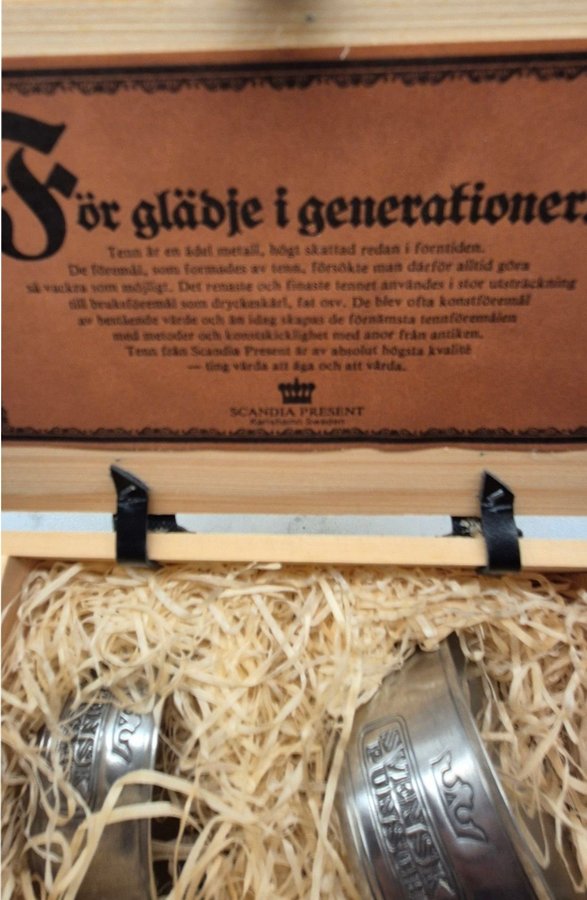 För glädje i generationer
Tenn är en ädel metall, högt skattad redan i forntiden.
De föremål, som formades av tenn, försökte man därför alltid göra
så vackra som möjligt. Det renaste och finaste tennet användes i stor utsträckning
till bruksföremål som dryckeskärl, fat osv. De blev ofta konstföremål
av bestående värde och än idag skapas de förnämsta tennföremålen
med metoder och konstskicklighet med anor från antiken.
Tenn från Scandia Present är av absolut högsta kvalité
— ting värda att äga och att vårda.
SCANDIA PRESENT
Karlshamn Sweden
SVENSK
SVENSK
PUNSCH